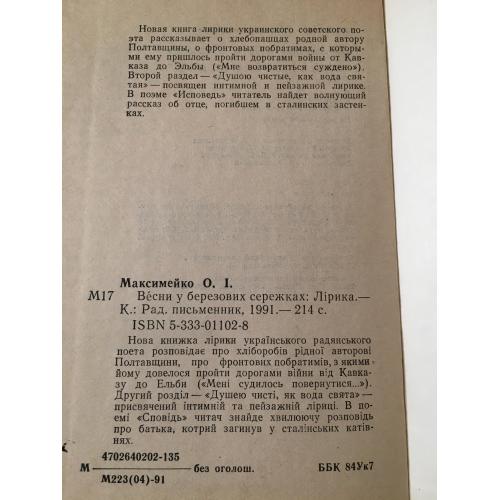 Новая книга лирики украинского советского по-
эта рассказывает о хлебопашцах родной автору
Полтавщины, о фронтовых побратимах, с которы-
ми ему пришлось пройти дорогами войны от Кав-
каза до Эльбы («Мне возвратиться суждено»).
Второй раздел — «Душою чистые, как вода свя-
тая» — посвящен интимной и пейзажной лирике.
В поэме «Исповедь» читатель найдет волнующий
рассказ об отце, погибшем в сталинских застен-
ках.
Максимейко О. І.
М17 Весни у березових сережках: Лірика.—
К.: Рад. письменник, 1991.— 214 с.
ISBN 5-333-01102-8
Нова книжка лірики українського радянського
поета розповідає про хліборобів рідної авторові
Полтавщини, про фронтових побратимів, з якими
йому довелося пройти дорогами війни від Кавка-
зу до Ельби («Мені судилось повернутися...»).
Другий розділ — «Душею чисті, як вода свята» —
присвячений інтимній та пейзажній ліриці. В по-
емі «Сповідь» читач знайде хвилюючу розповідь
про батька, котрий загинув у сталінських катів-
нях.
4702640202-135
М — без оголош. ББК 84Ук7
М223(04)-91